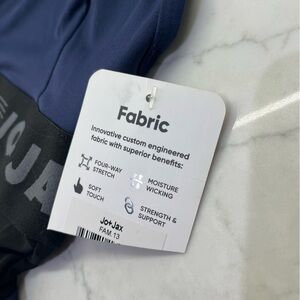 Fabric
Innovative custom engineered
fabric with superior benefits:
FOUR-WAY
STRETCH
MOISTURE
WICKING
SOFT
TOUCH
STRENGTH &
SUPPORT
Jo+Jax
FAM 13
JOJA